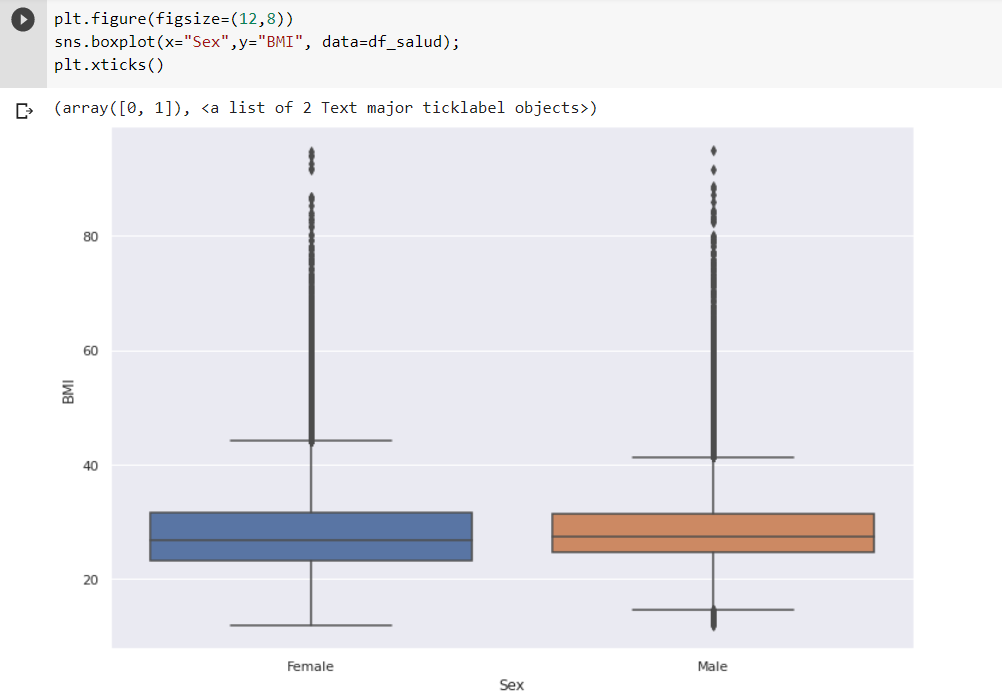 plt.figure(figsize=(12,8))
sns.boxplot(x="Sex",y="BMI", data=df_salud);
plt.xticks()
(array([0, 1]), <a list of 2 Text major ticklabel objects>)
80
60
BMI
40
20
Female Male
Sex